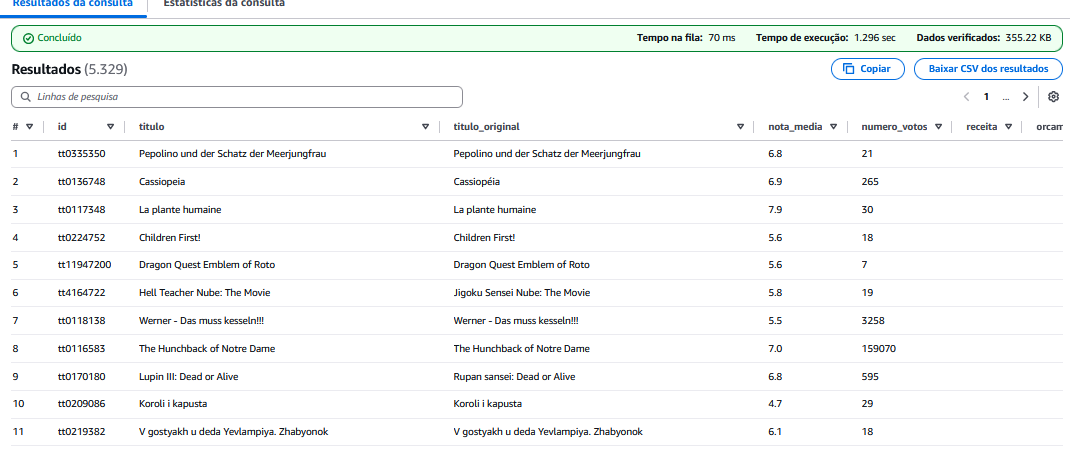 Resultados da consulta Estatísticas da consulta
Concluído Tempo na fila: 70 ms Tempo de execução: 1.296 sec Dados verificados: 355.22 KB
Resultados (5.329) Copiar Baixar CSV dos resultados
Linhas de pesquisa 1 ...
# id titulo titulo_original nota_media numero_votos receita orcam
1 tt0335350 Pepolino und der Schatz der Meerjungfrau Pepolino und der Schatz der Meerjungfrau 6.8 21
2 tt0136748 Cassiopeia Cassiopéia 6.9 265
3 tt0117348 La plante humaine La plante humaine 7.9 30
4 tt0224752 Children First! Children First! 5.6 18
5 tt11947200 Dragon Quest Emblem of Roto Dragon Quest Emblem of Roto 5.6 7
6 tt4164722 Hell Teacher Nube: The Movie Jigoku Sensei Nube: The Movie 5.8 19
7 tt0118138 Werner - Das muss kesseln!!! Werner - Das muss kesseln!!! 5.5 3258
8 tt0116583 The Hunchback of Notre Dame The Hunchback of Notre Dame 7.0 159070
9 tt0170180 Lupin III: Dead or Alive Rupan sansei: Dead or Alive 6.8 595
10 tt0209086 Koroli i kapusta Koroli i kapusta 4.7 29
11 tt0219382 V gostyakh u deda Yevlampiya. Zhabyonok V gostyakh u deda Yevlampiya. Zhabyonok 6.1 18